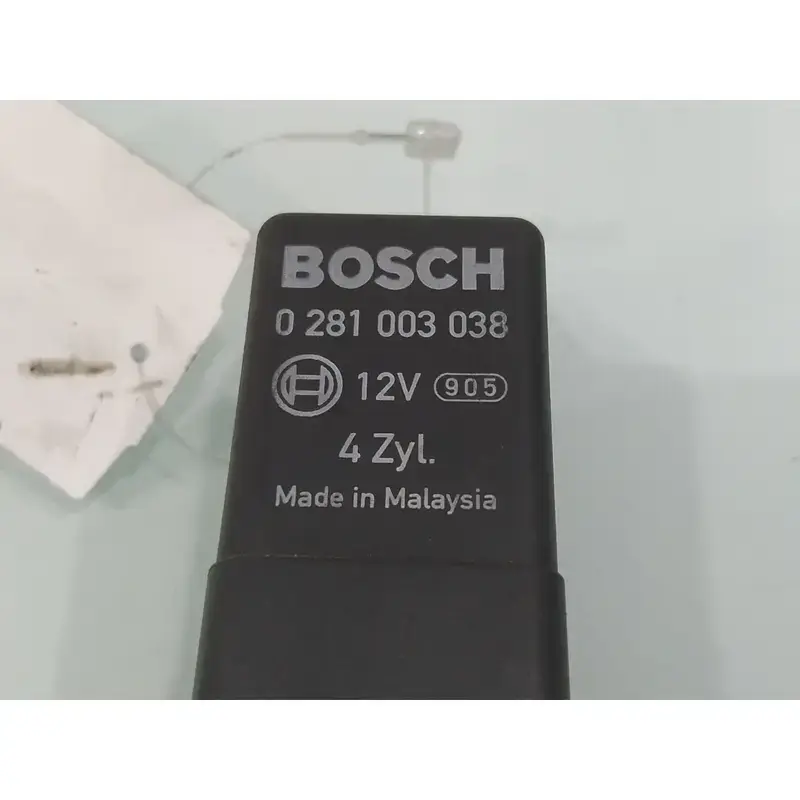 BOSCH
0 281 003 038
12V 905
4 Zyl.
Made in Malaysia